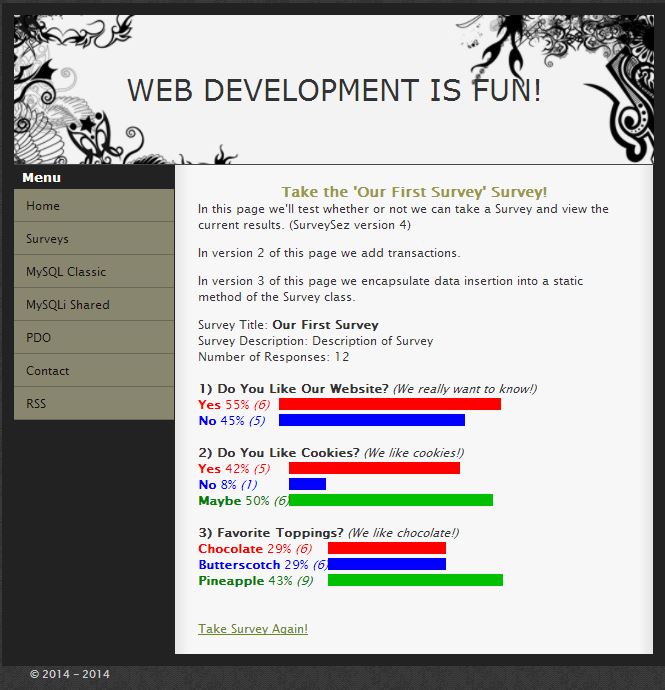 WEB DEVELOPMENT IS FUN!
Menu
Home
Surveys
MySQL Classic
MySQLi Shared
PDO
Contact
RSS
Take the 'Our First Survey' Survey!
In this page we'll test whether or not we can take a Survey and view the
current results. (SurveySez version 4)
In version 2 of this page we add transactions.
In version 3 of this page we encapsulate data insertion into a static
method of the Survey class.
Survey Title: Our First Survey
Survey Description: Description of Survey
Number of Responses: 12
1) Do You Like Our Website? (We really want to know!)
Yes 55% (6)
No 45% (5)
2) Do You Like Cookies? (We like cookies!)
Yes 42% (5)
No 8% (1)
Maybe 50% (6)
3) Favorite Toppings? (We like chocolate!)
Chocolate 29% (6)
Butterscotch 29% (6)
Pineapple 43% (9)
Take Survey Again!
© 2014 - 2014